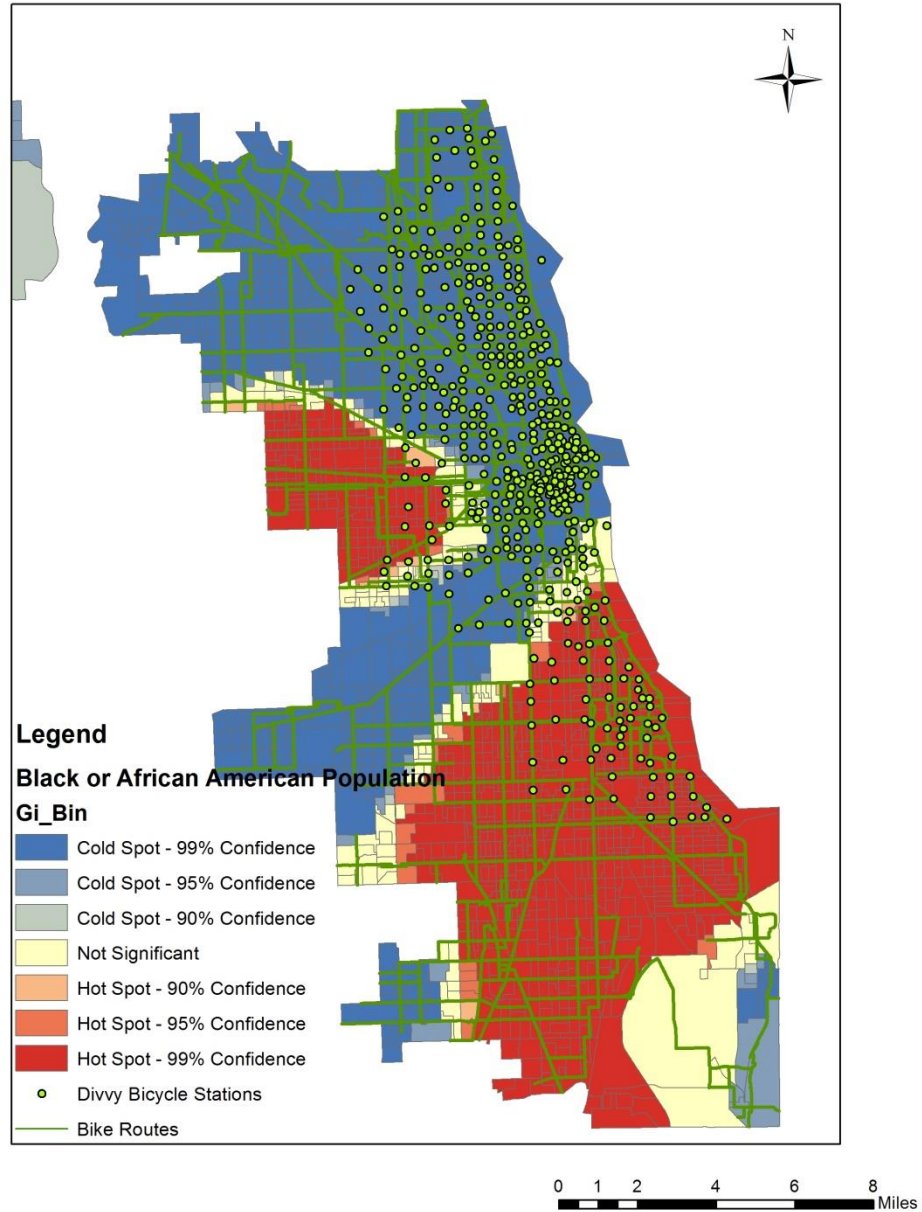 N
Legend
Black or African American Population
Gi_Bin
Cold Spot - 99% Confidence
Cold Spot - 95% Confidence
Cold Spot - 90% Confidence
Not Significant
Hot Spot - 90% Confidence
Hot Spot - 95% Confidence
Hot Spot - 99% Confidence
Divvy Bicycle Stations
Bike Routes
0 1 2 4 6 8
Miles